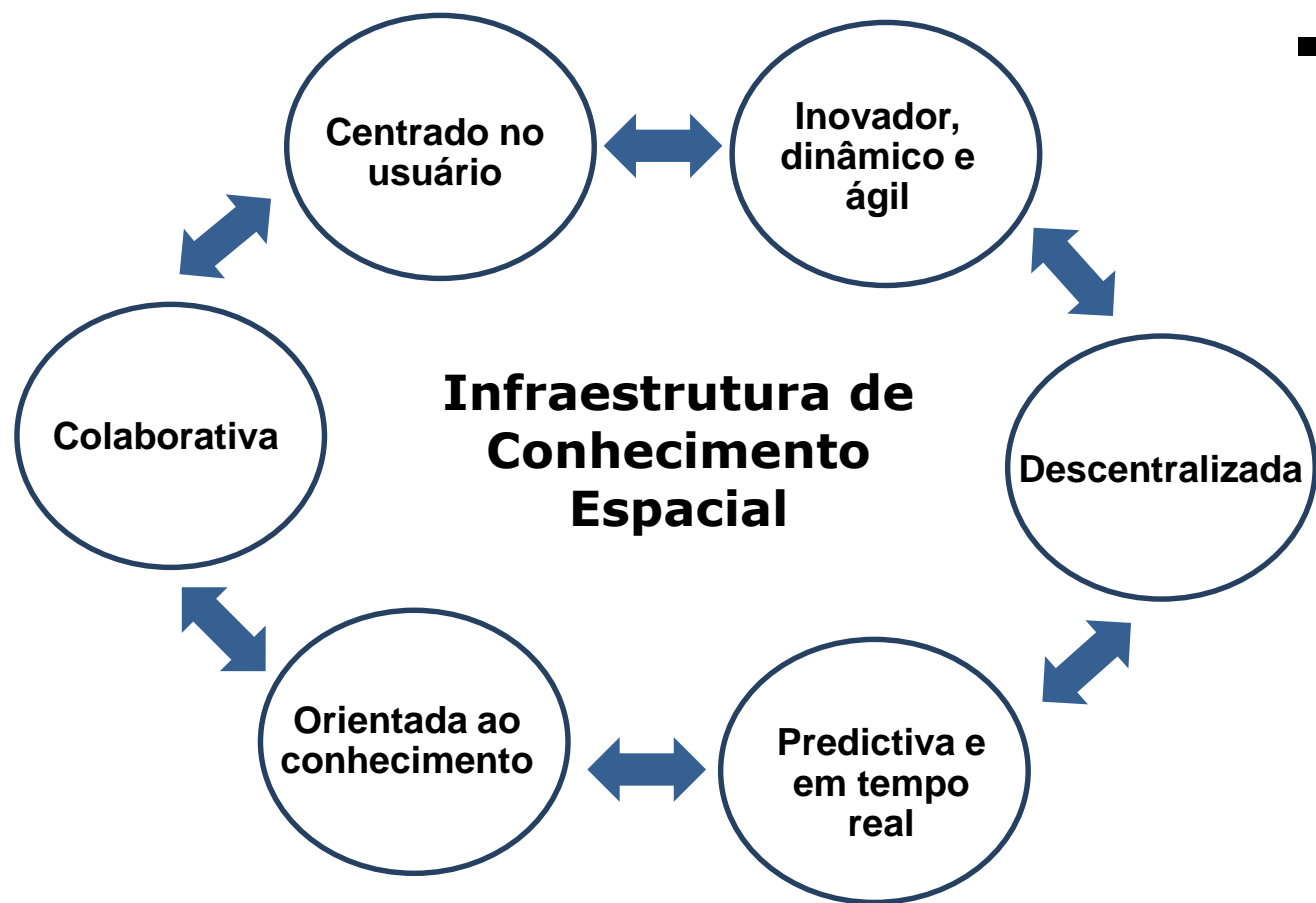 Centrado no
usuário
Inovador,
dinâmico e
ágil
Colaborativa
Infraestrutura de
Conhecimento
Espacial
Descentralizada
Orientada ao
conhecimento
Predictiva e
em tempo
real